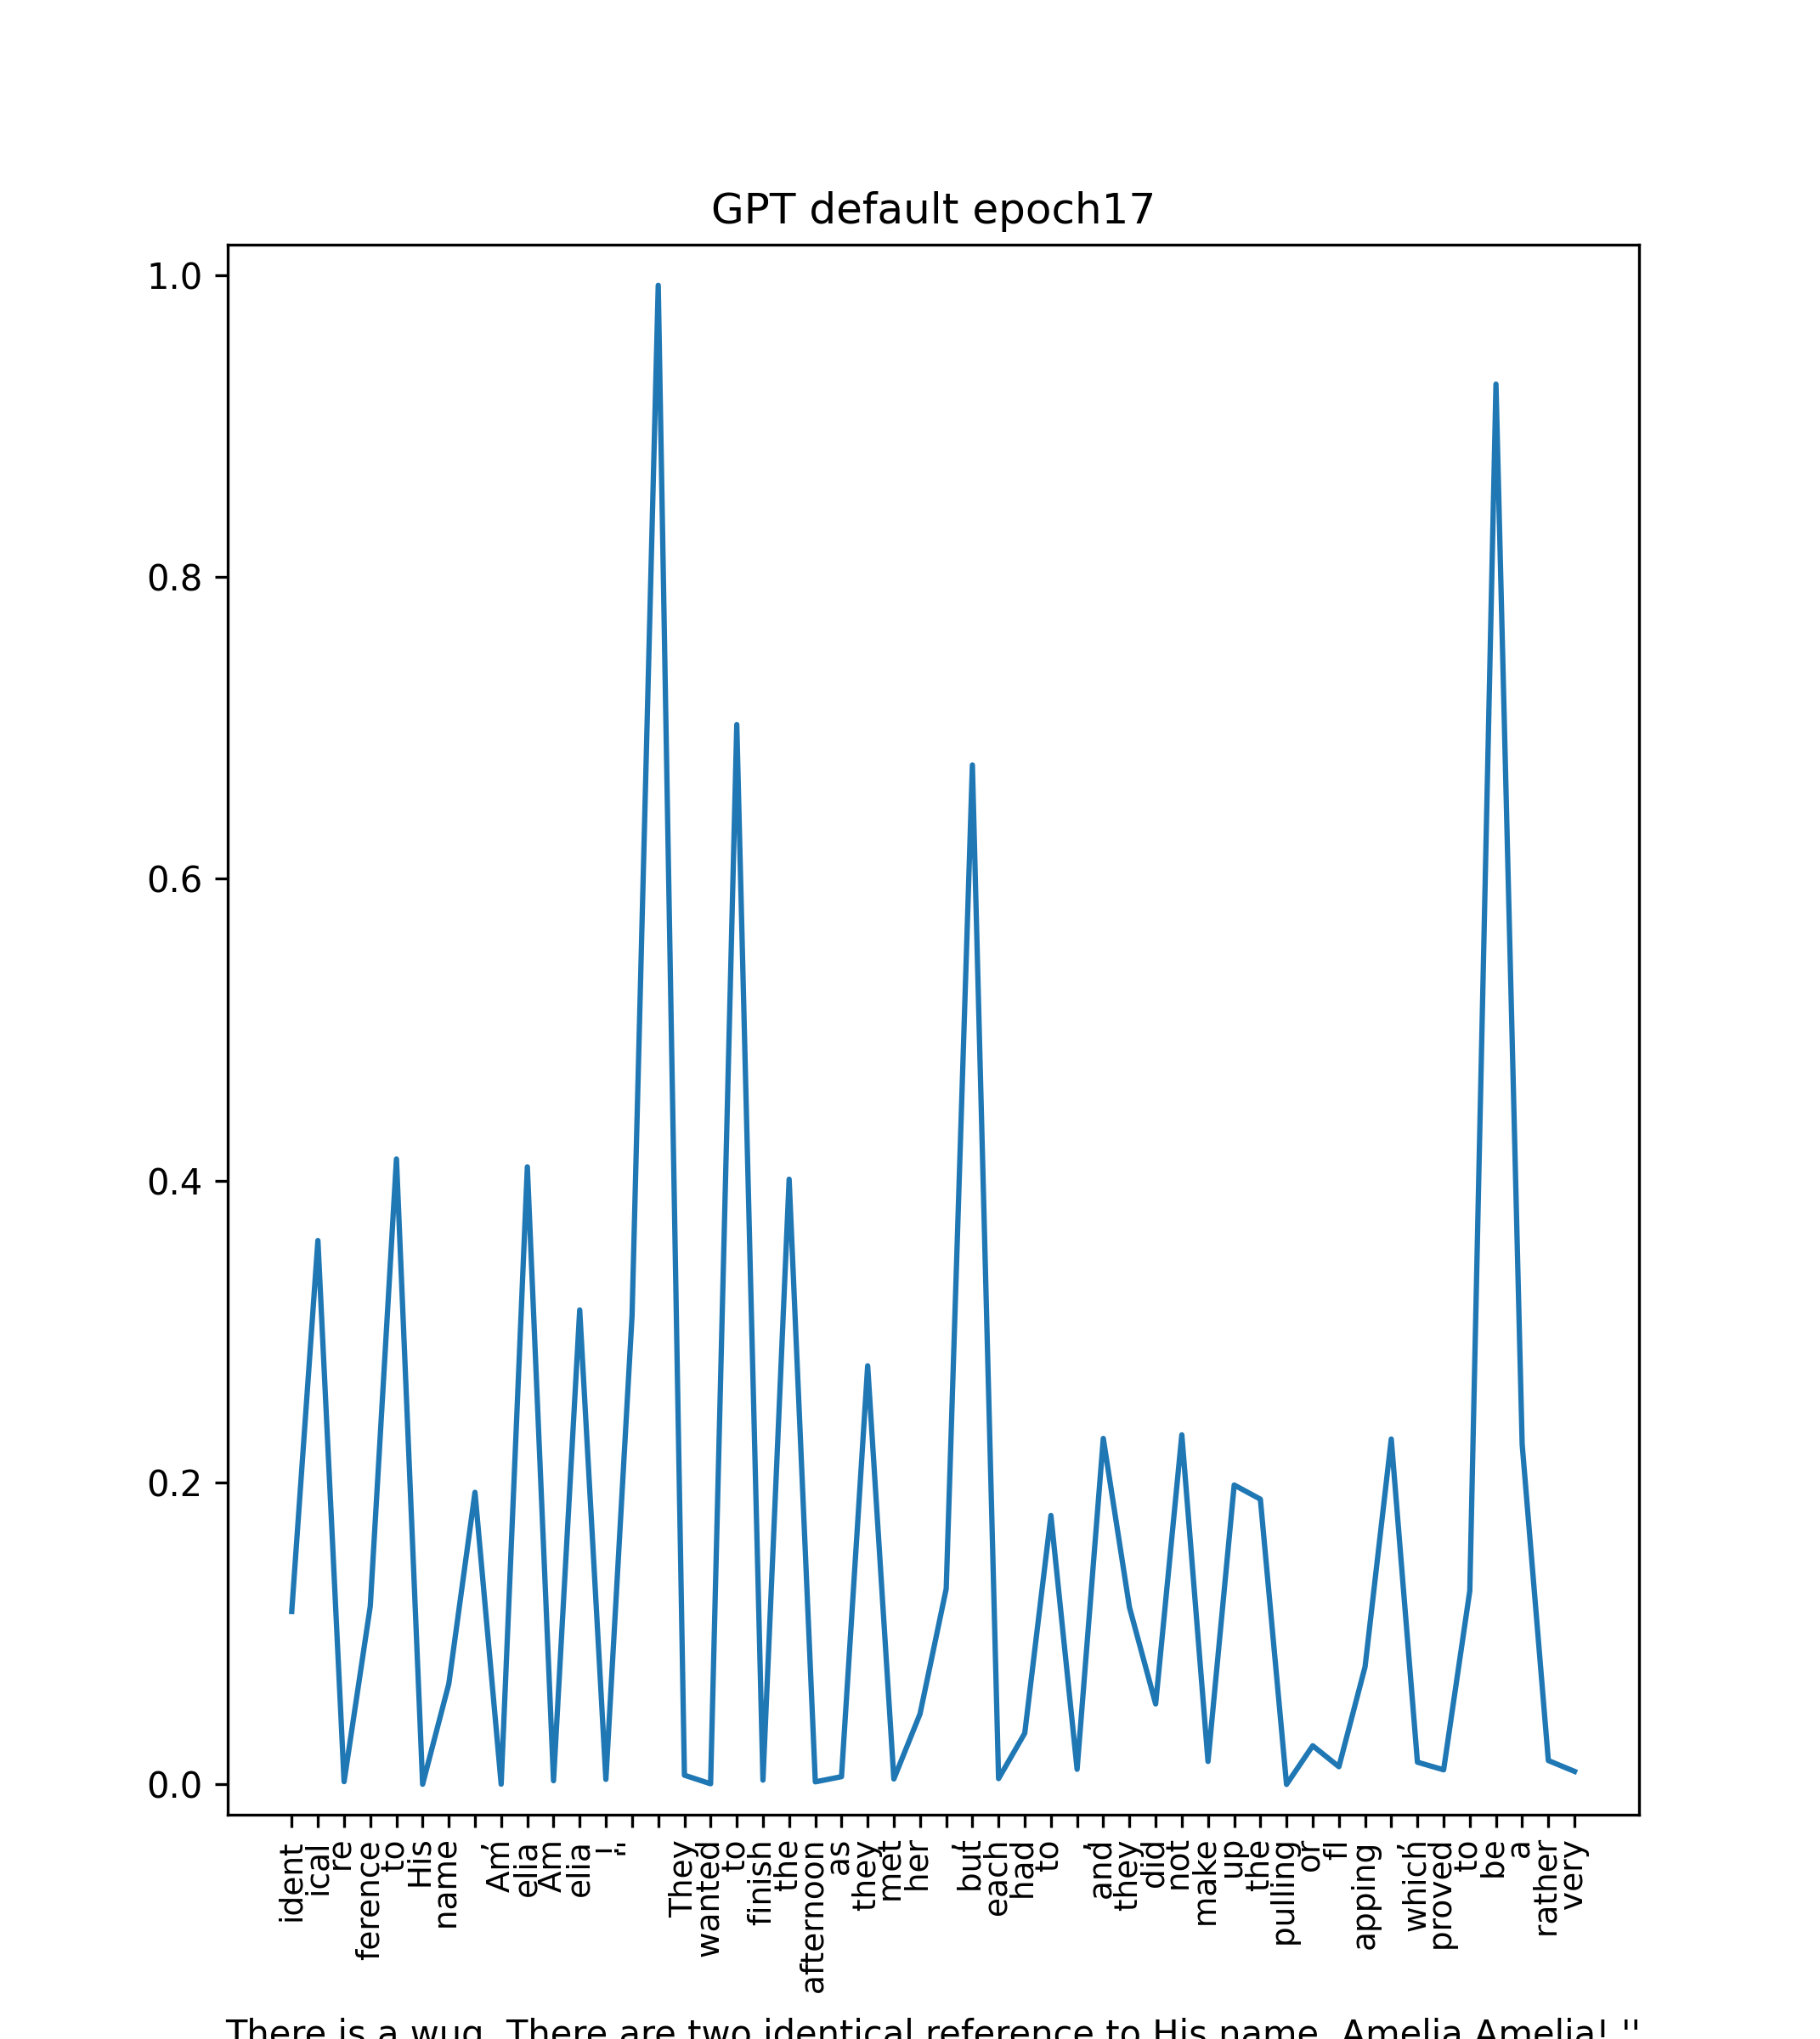 GPT default epoch17
1.0
0.8
0.6
0.4
0.2
0.0
ident
ical
re
ference
to
His
name
,
Am
elia
Am
elia
!
"
They
wanted
to
finish
the
afternoon
as
they
met
her
,
but
each
had
to
,
and
they
did
not
make
up
the
pulling
or
fl
apping
,
which
proved
to
be
a
rather
very
There is a wug. There are two identical reference to His name, Amelia Amelia! "